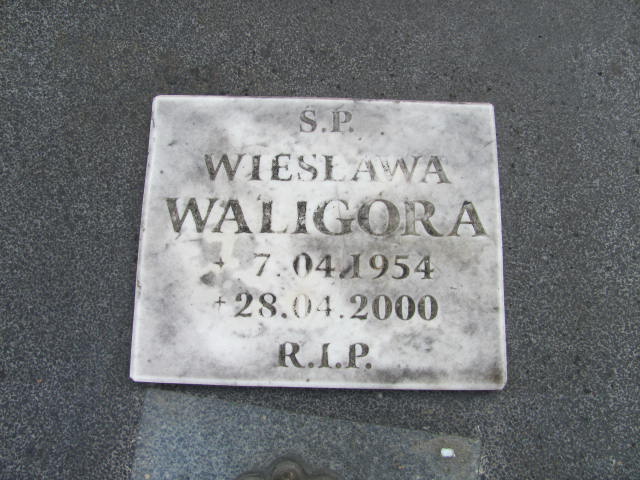 Ś.P.
WIESŁAWA
WALIGÓRA
* 7.04.1954
+28.04.2000
R.I.P.